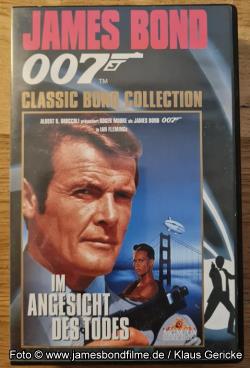 JAMES BOND
007
TM
CLASSIC BOND COLLECTION
ALBERT R. BROCCOLI präsentiert ROGER MOORE als JAMES BOND 007
in IAN FLEMINGs
IM
ANGESICHT
DES TODES
Foto © www.jamesbondfilme.de / Klaus Gericke